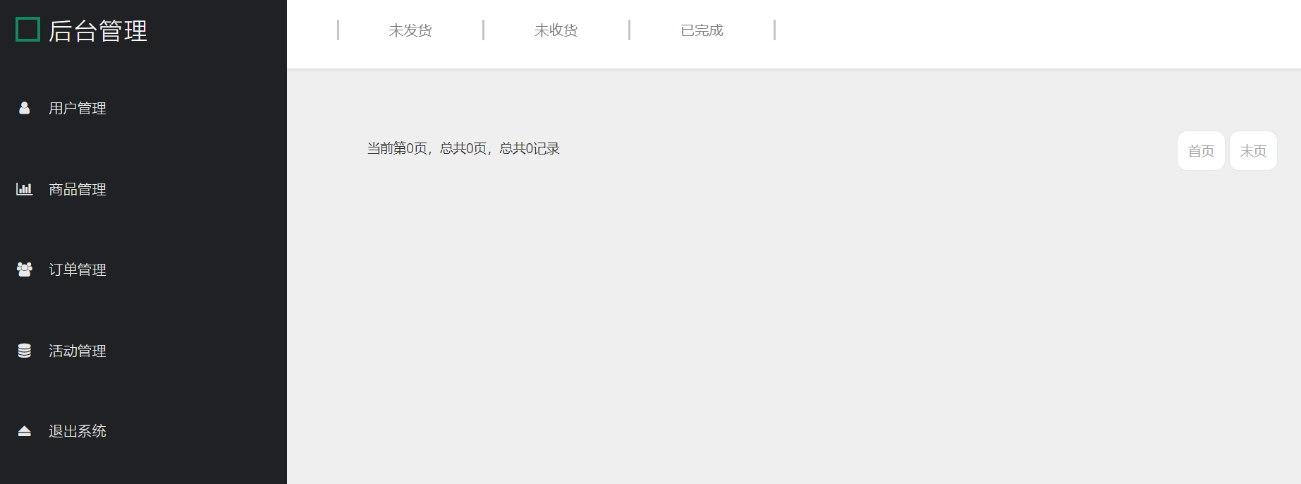 后台管理
用户管理
商品管理
订单管理
活动管理
退出系统
未发货 未收货 已完成
当前第0页，总共0页，总共0记录
首页 末页